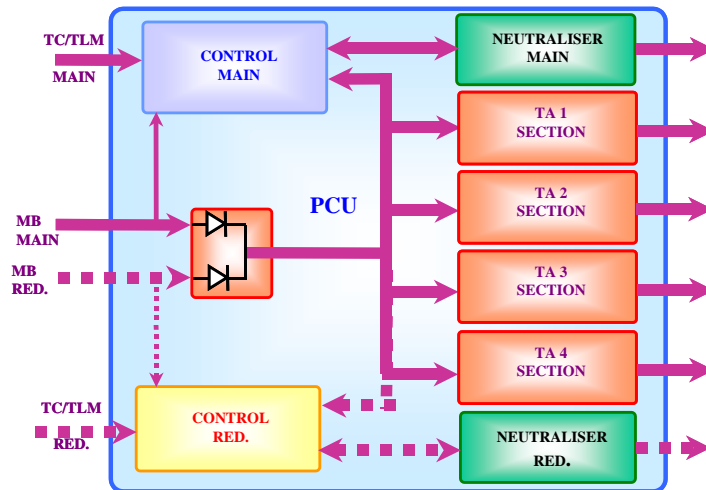 TC/TLM
MAIN
CONTROL
MAIN
NEUTRALISER
MAIN
TA 1
SECTION
TA 2
SECTION
PCU
MB
MAIN
MB
RED.
TA 3
SECTION
TA 4
SECTION
TC/TLM
RED.
CONTROL
RED.
NEUTRALISER
RED.